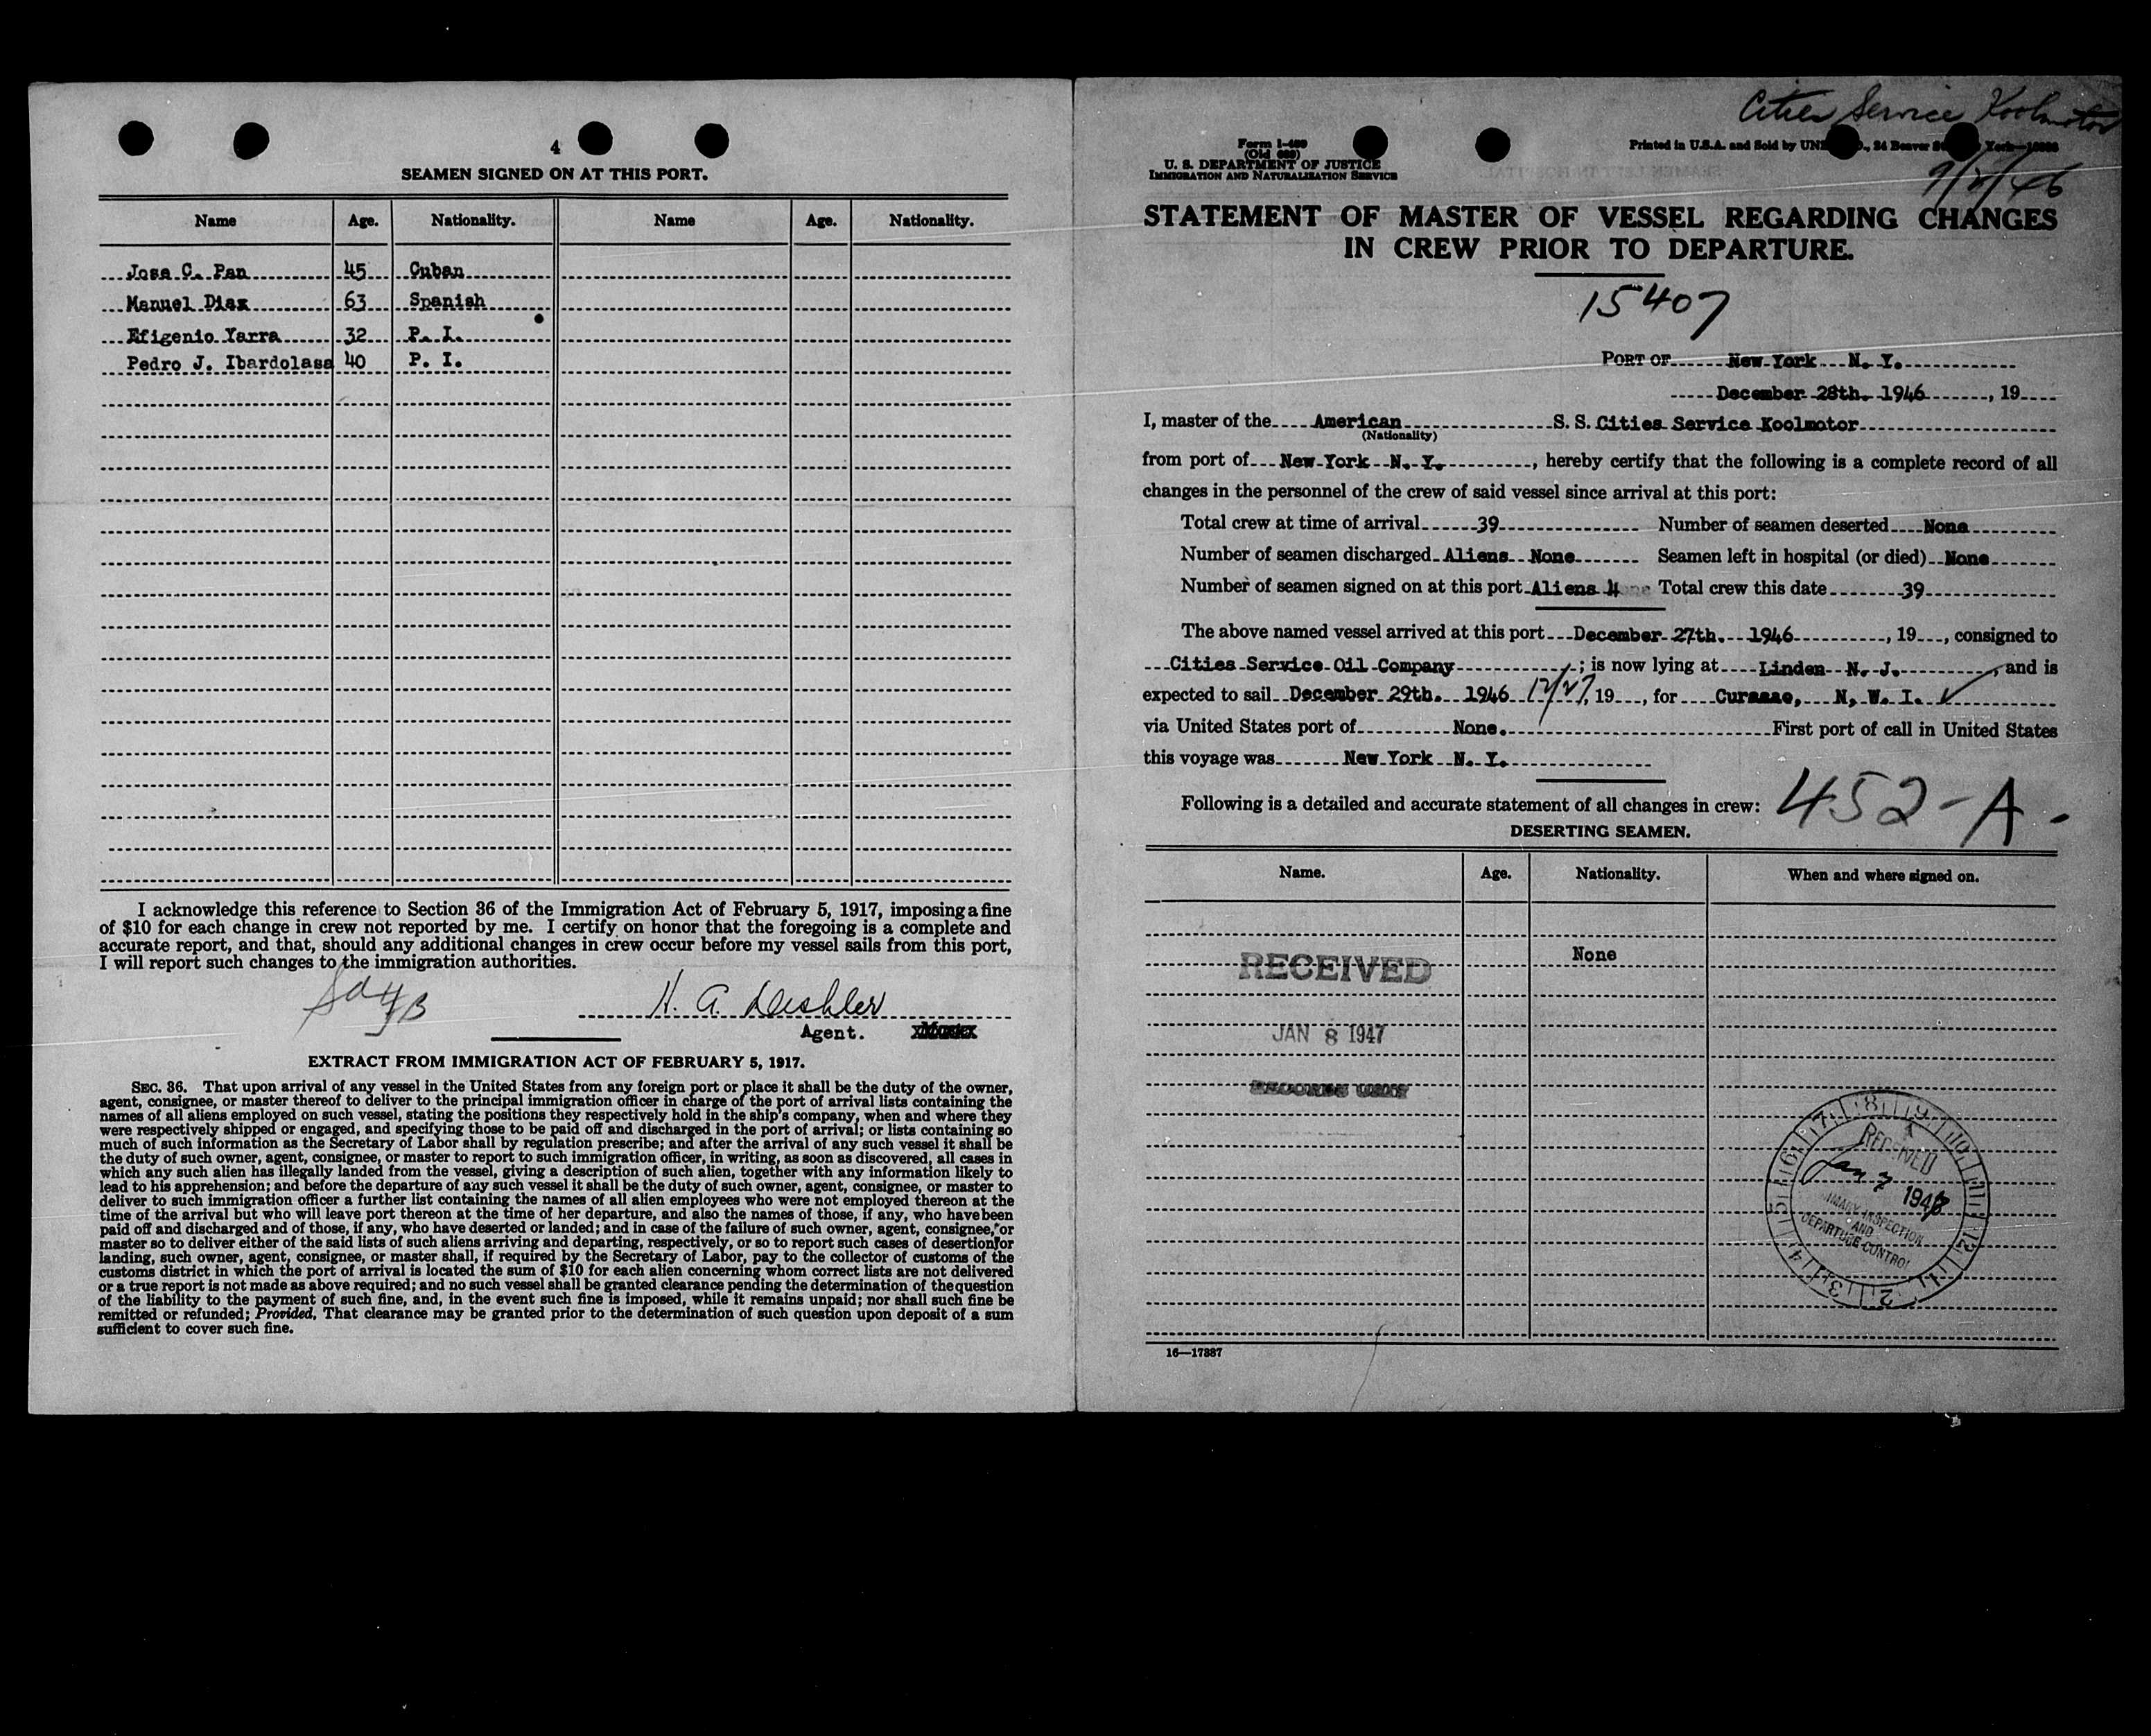 4
SEAMEN SIGNED ON AT THIS PORT.
Name Age. Nationality. Name Age. Nationality.
Jose C. Pan 45 Cuban
Manuel Diaz 63 Spanish
Efigenio Yarra 32 P. I.
Pedro J. Ibardolasa 40 P. I.
I acknowledge this reference to Section 36 of the Immigration Act of February 5, 1917, imposing a fine
of $10 for each change in crew not reported by me. I certify on honor that the foregoing is a complete and
accurate report, and that, should any additional changes in crew occur before my vessel sails from this port,
I will report such changes to the immigration authorities.
H. A. Deshler
Agent.
EXTRACT FROM IMMIGRATION ACT OF FEBRUARY 5, 1917.
SEC. 36. That upon arrival of any vessel in the United States from any foreign port or place it shall be the duty of the owner,
agent, consignee, or master thereof to deliver to the principal immigration officer in charge of the port of arrival lists containing the
names of all aliens employed on such vessel, stating the positions they respectively hold in the ship's company, when and where they
were respectively shipped or engaged, and specifying those to be paid off and discharged in the port of arrival; or lists containing so
much of such information as the Secretary of Labor shall by regulation prescribe; and after the arrival of any such vessel it shall be
the duty of such owner, agent, consignee, or master to report to such immigration officer, in writing, as soon as discovered, all cases in
which any such alien has illegally landed from the vessel, giving a description of such alien, together with any information likely to
lead to his apprehension; and before the departure of any such vessel it shall be the duty of such owner, agent, consignee, or master to
deliver to such immigration officer a further list containing the names of all alien employees who were not employed thereon at the
time of the arrival but who will leave port thereon at the time of her departure, and also the names of those, if any, who have been
paid off and discharged and of those, if any, who have deserted or landed; and in case of the failure of such owner, agent, consignee, or
master so to deliver either of the said lists of such aliens arriving and departing, respectively, or so to report such cases of desertion or
landing, such owner, agent, consignee, or master shall, if required by the Secretary of Labor, pay to the collector of customs of the
customs district in which the port of arrival is located the sum of $10 for each alien concerning whom correct lists are not delivered
or a true report is not made as above required; and no such vessel shall be granted clearance pending the determination of the question
of the liability to the payment of such fine, and, in the event such fine is imposed, while it remains unpaid; nor shall such fine be
remitted or refunded; Provided, That clearance may be granted prior to the determination of such question upon deposit of a sum
sufficient to cover such fine.
Cities Service Koolmotor
Form I-489
(Old 689)
U. S. DEPARTMENT OF JUSTICE
IMMIGRATION AND NATURALIZATION SERVICE
Printed in U.S.A. and Sold by 24 Beaver York
STATEMENT OF MASTER OF VESSEL REGARDING CHANGES
IN CREW PRIOR TO DEPARTURE.
15407
PORT OF New York N. Y.
December 28th. 1946, 19
I, master of the American S. S. Cities Service Koolmotor
(Nationality)
from port of New York N. Y., hereby certify that the following is a complete record of all
changes in the personnel of the crew of said vessel since arrival at this port:
Total crew at time of arrival 39 Number of seamen deserted None
Number of seamen discharged Aliens None Seamen left in hospital (or died) None
Number of seamen signed on at this port Aliens 4 Total crew this date 39
The above named vessel arrived at this port December 27th. 1946, 19, consigned to
Cities Service Oil Company; is now lying at Linden N. J., and is
expected to sail December 29th. 1946 12/27, 19, for Curasao, N. W. I. ✓
via United States port of None. First port of call in United States
this voyage was New York N. Y.
Following is a detailed and accurate statement of all changes in crew: 452-A-
DESERTING SEAMEN.
Name. Age. Nationality. When and where signed on.
None
RECEIVED
JAN 8 1947
7 8 9 10 11 12 1 2 3 4 5 6
RECEIVED
Jan 7 1947
INSPECTION
AND
DEPARTURE CONTROL
16—17887